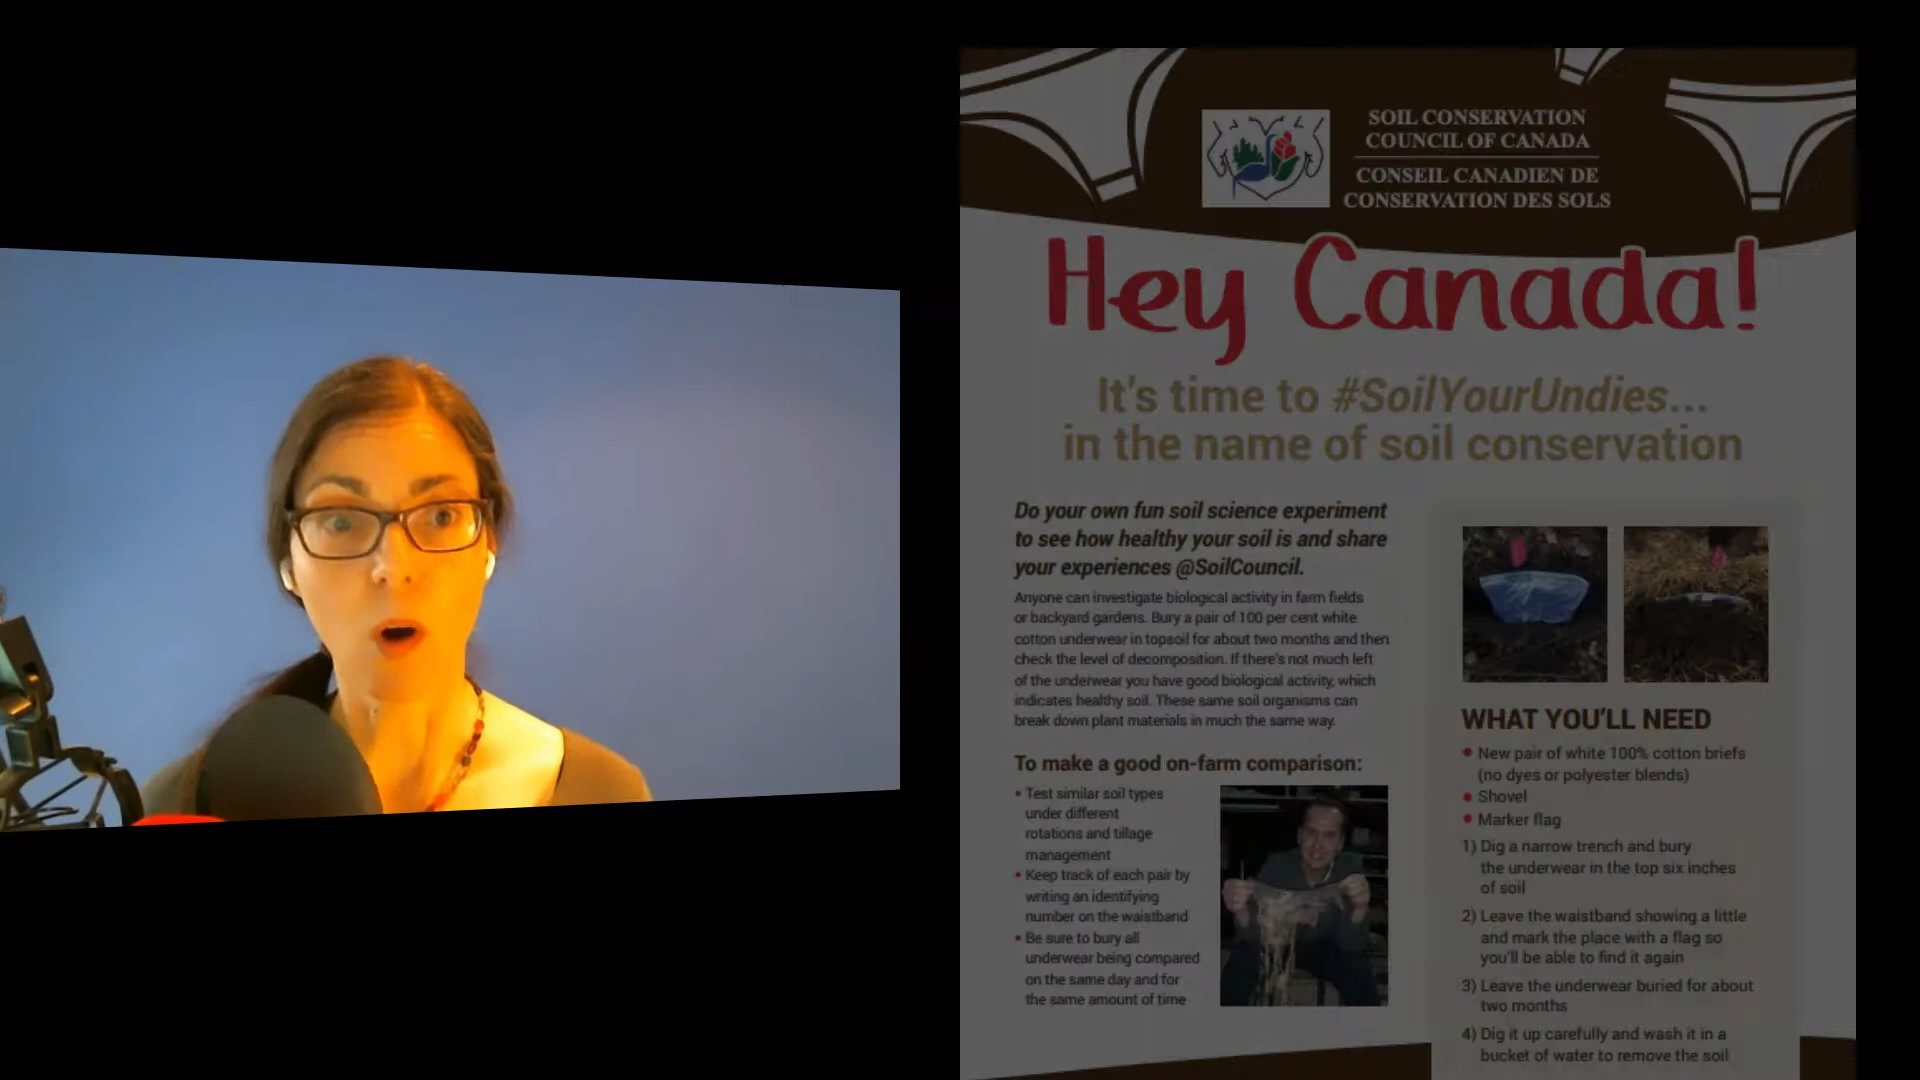 SOIL CONSERVATION
COUNCIL OF CANADA
CONSEIL CANADIEN DE
CONSERVATION DES SOLS
Hey Canada!
It's time to #SoilYourUndies...
in the name of soil conservation
Do your own fun soil science experiment
to see how healthy your soil is and share
your experiences @SoilCouncil.
Anyone can investigate biological activity in farm fields
or backyard gardens. Bury a pair of 100 per cent white
cotton underwear in topsoil for about two months and then
check the level of decomposition. If there's not much left
of the underwear you have good biological activity, which
indicates healthy soil. These same soil organisms can
break down plant materials in much the same way.
To make a good on-farm comparison:
• Test similar soil types
under different
rotations and tillage
management
• Keep track of each pair by
writing an identifying
number on the waistband
• Be sure to bury all
underwear being compared
on the same day and for
the same amount of time
WHAT YOU'LL NEED
• New pair of white 100% cotton briefs
(no dyes or polyester blends)
• Shovel
• Marker flag
1) Dig a narrow trench and bury
the underwear in the top six inches
of soil
2) Leave the waistband showing a little
and mark the place with a flag so
you'll be able to find it again
3) Leave the underwear buried for about
two months
4) Dig it up carefully and wash it in a
bucket of water to remove the soil